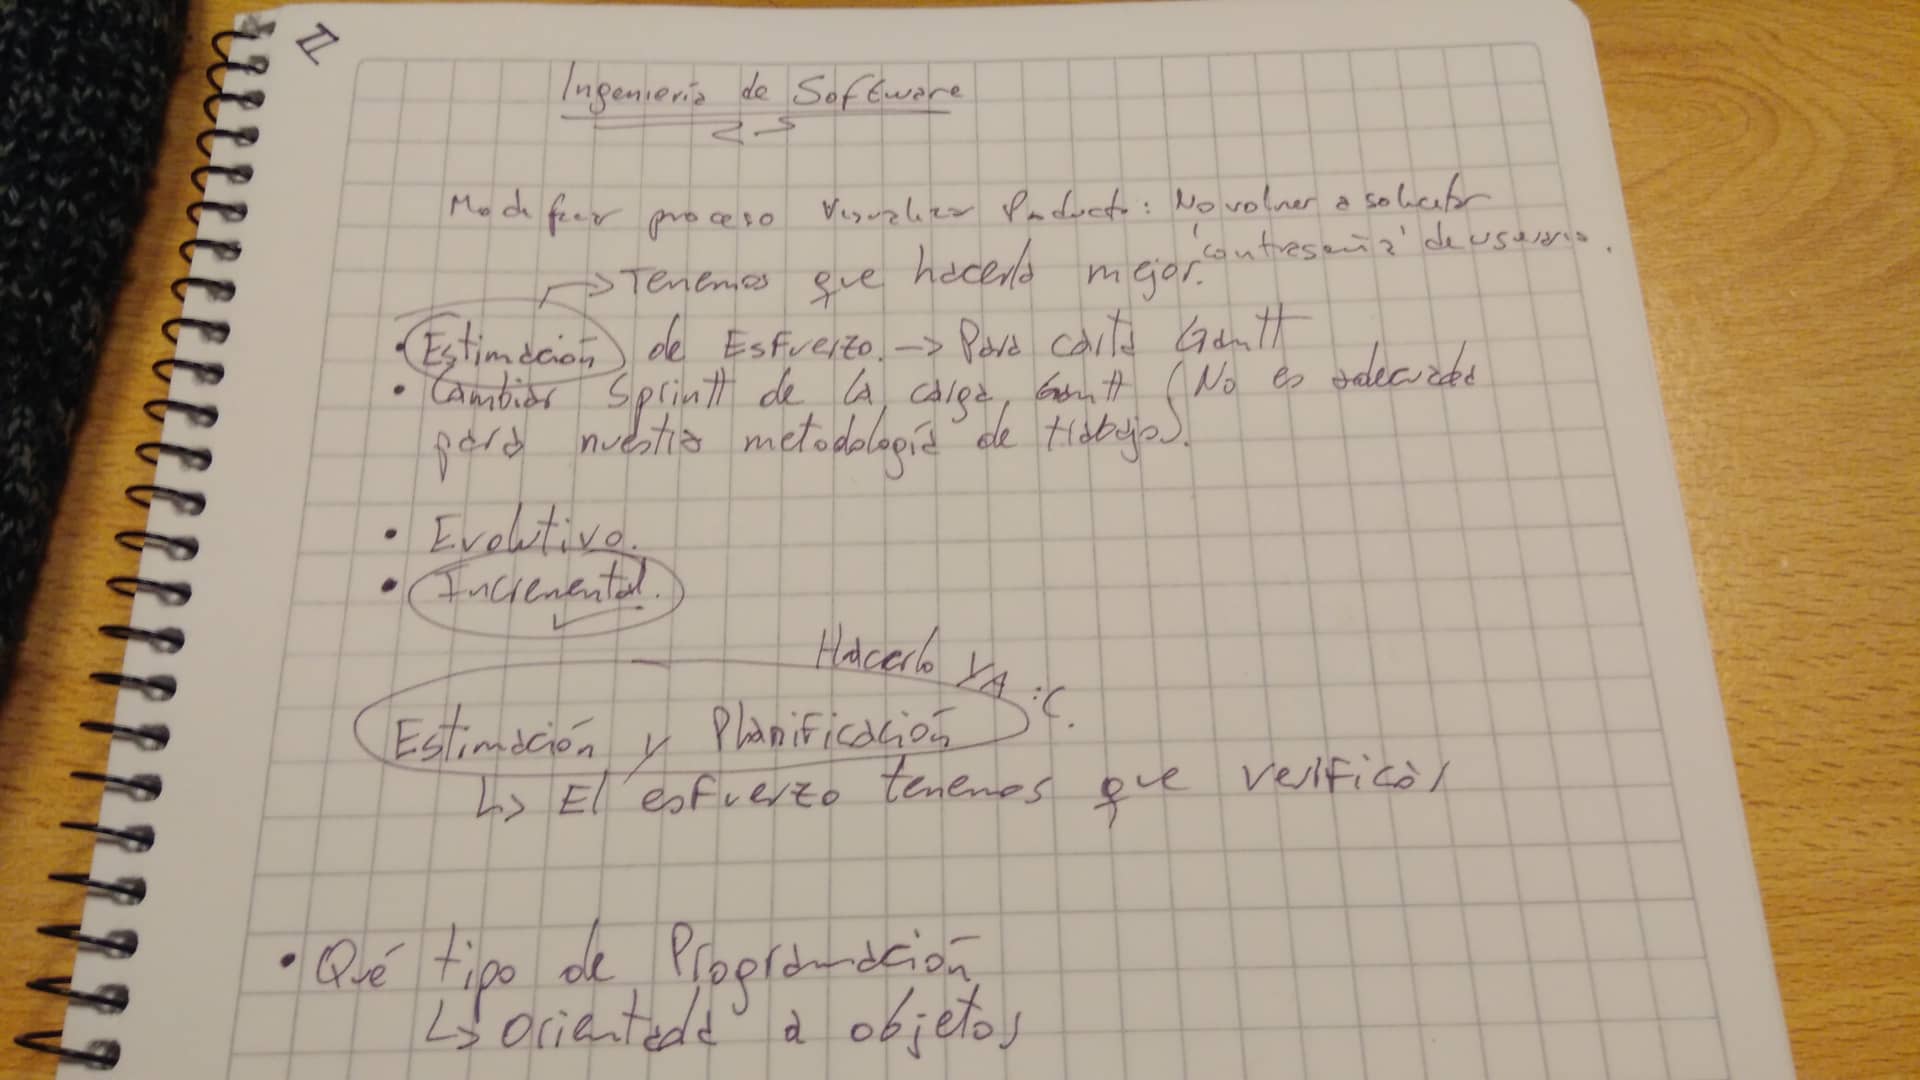 Ingeniería de Software
Modificar proceso Visualizar Producto: No volver a solicitar
'contraseña' de usuario.
→ Tenemos que hacerla mejor.
• Estimación de Esfuerzo. → Para carta Gantt
• Cambiar Sprintt de la carga, Gantt (No es adecuada
para nuestra metodología de trabajo).
• Evolutivo.
• Incremental.
Hacerlo YA :C.
Estimación y Planificación
↳ El esfuerzo tenemos que verificar
• Qué tipo de Programación
↳ Orientada a objetos